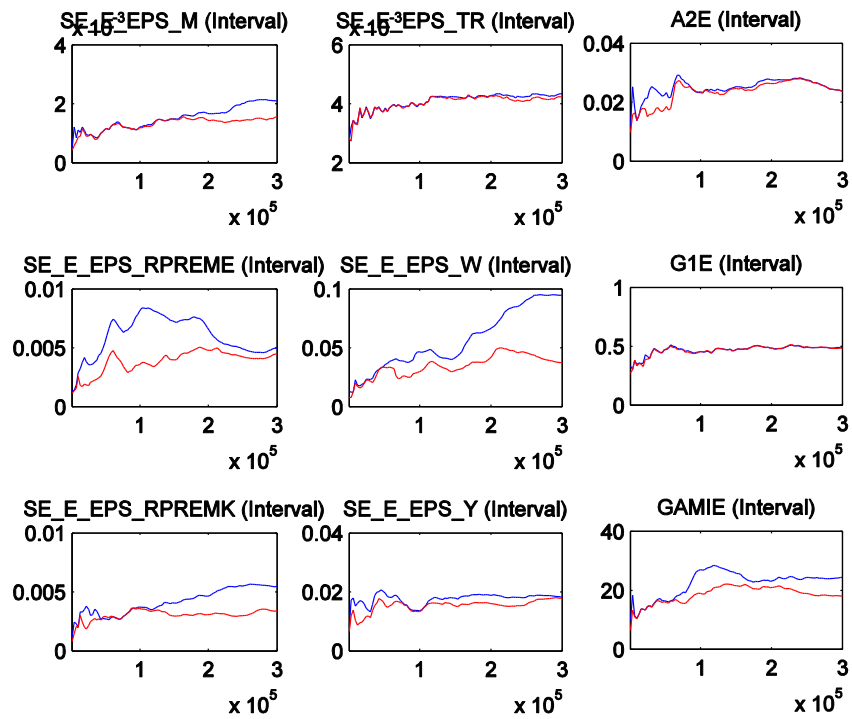 SE_E_EPS_M (Interval) SE_E_EPS_TR (Interval) A2E (Interval)
x 10-3 x 10-3
4 6 0.04
2 4 0.02
0 2 0
1 2 3 1 2 3 1 2 3
x 10^5 x 10^5 x 10^5
SE_E_EPS_RPREME (Interval) SE_E_EPS_W (Interval) G1E (Interval)
0.01 0.1 1
0.005 0.05 0.5
0 0 0
1 2 3 1 2 3 1 2 3
x 10^5 x 10^5 x 10^5
SE_E_EPS_RPREMK (Interval) SE_E_EPS_Y (Interval) GAMIE (Interval)
0.01 0.04 40
0.005 0.02 20
0 0 0
1 2 3 1 2 3 1 2 3
x 10^5 x 10^5 x 10^5